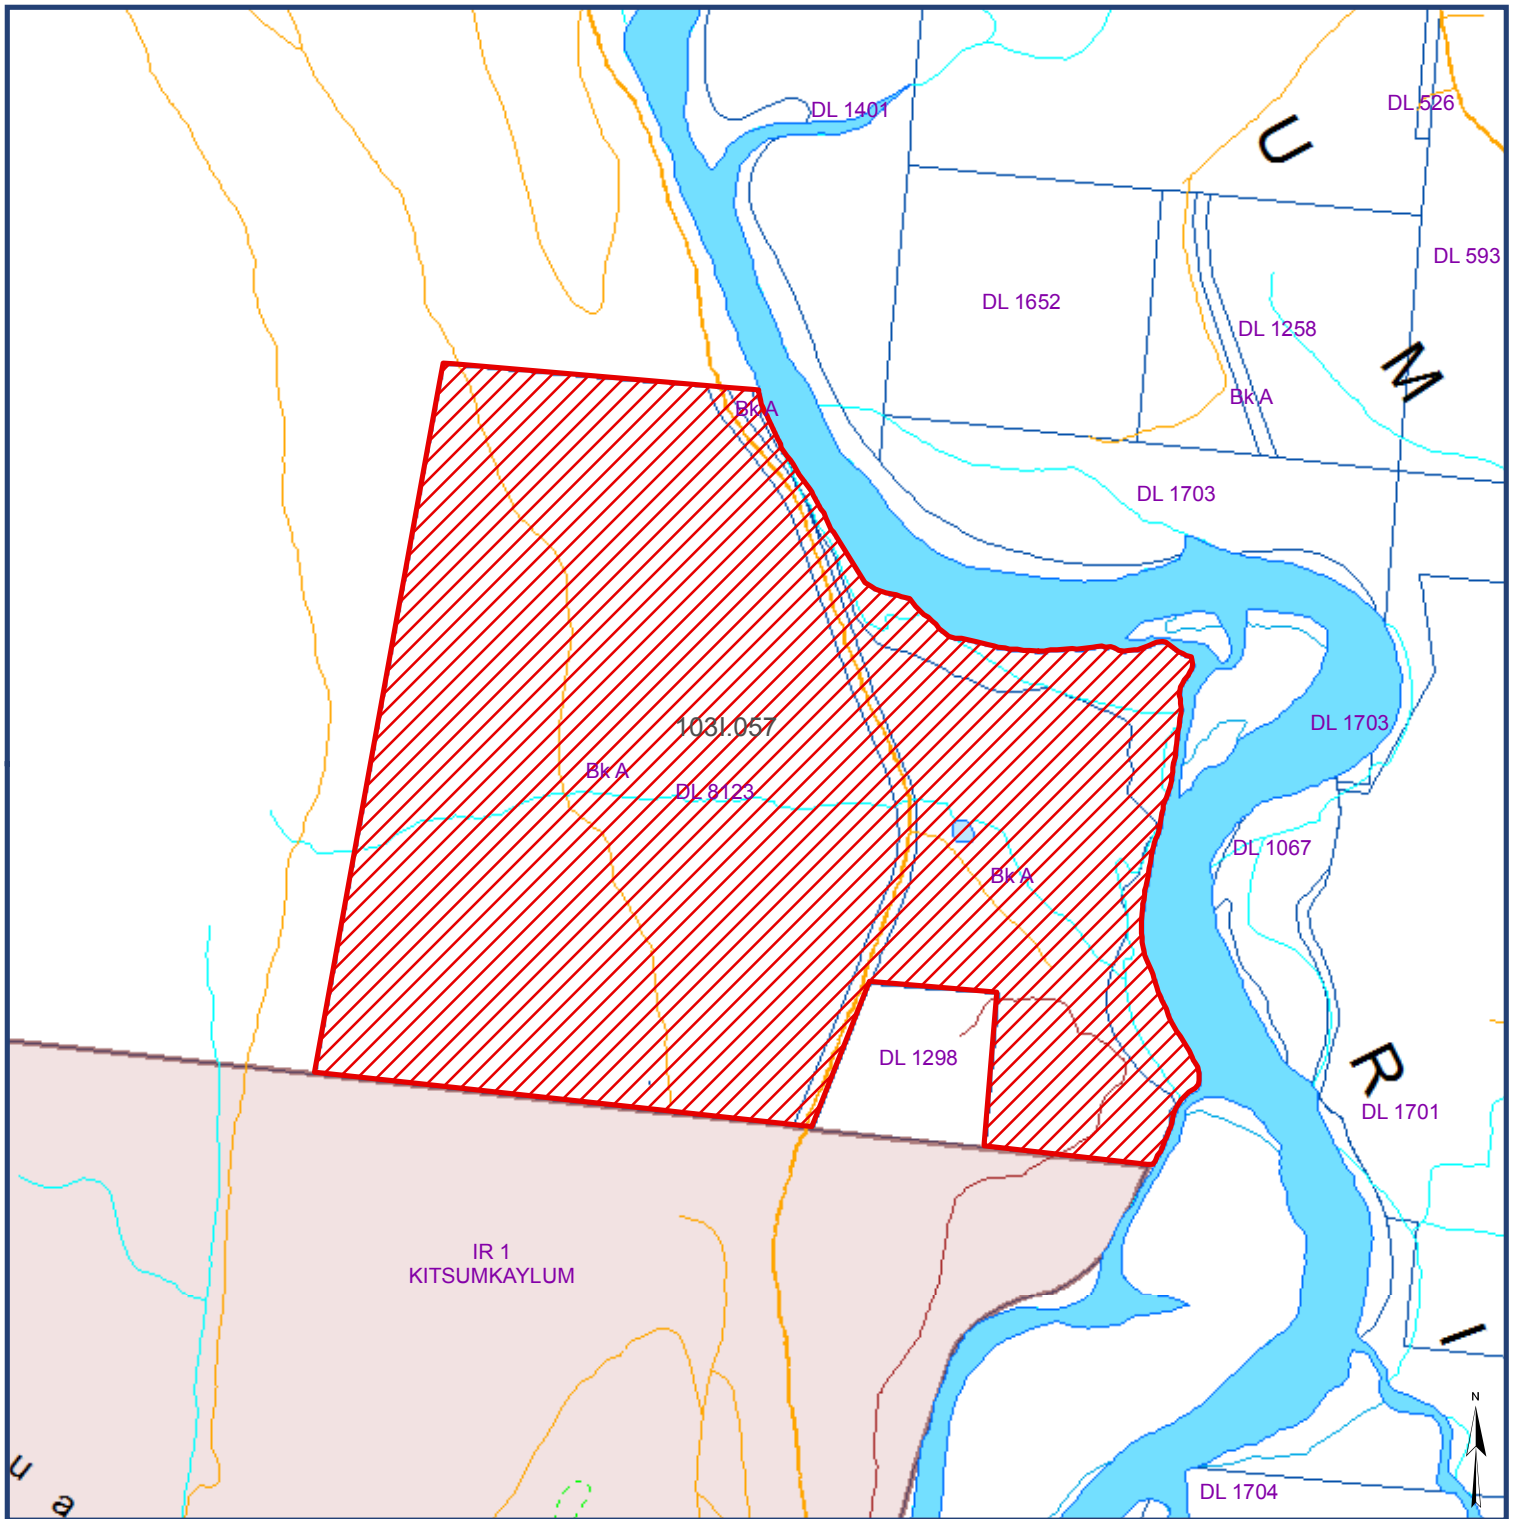 DL 1401
DL 526
U
DL 593
DL 1652
DL 1258
M
Bk A
Bk A
DL 1703
DL 1703
103I.057
Bk A
DL 8123
DL 1067
Bk A
DL 1298
R
DL 1701
IR 1
KITSUMKAYLUM
I
N
u a
DL 1704